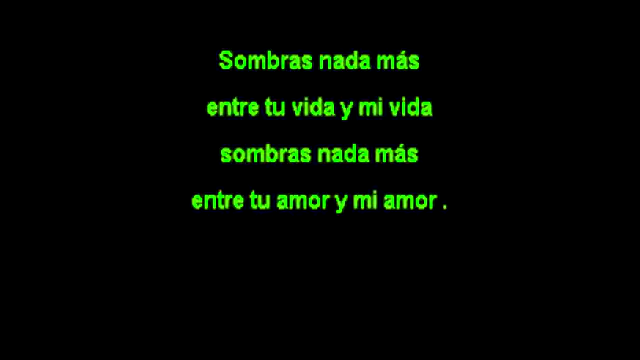 Sombras nada más
entre tu vida y mi vida
sombras nada más
entre tu amor y mi amor .